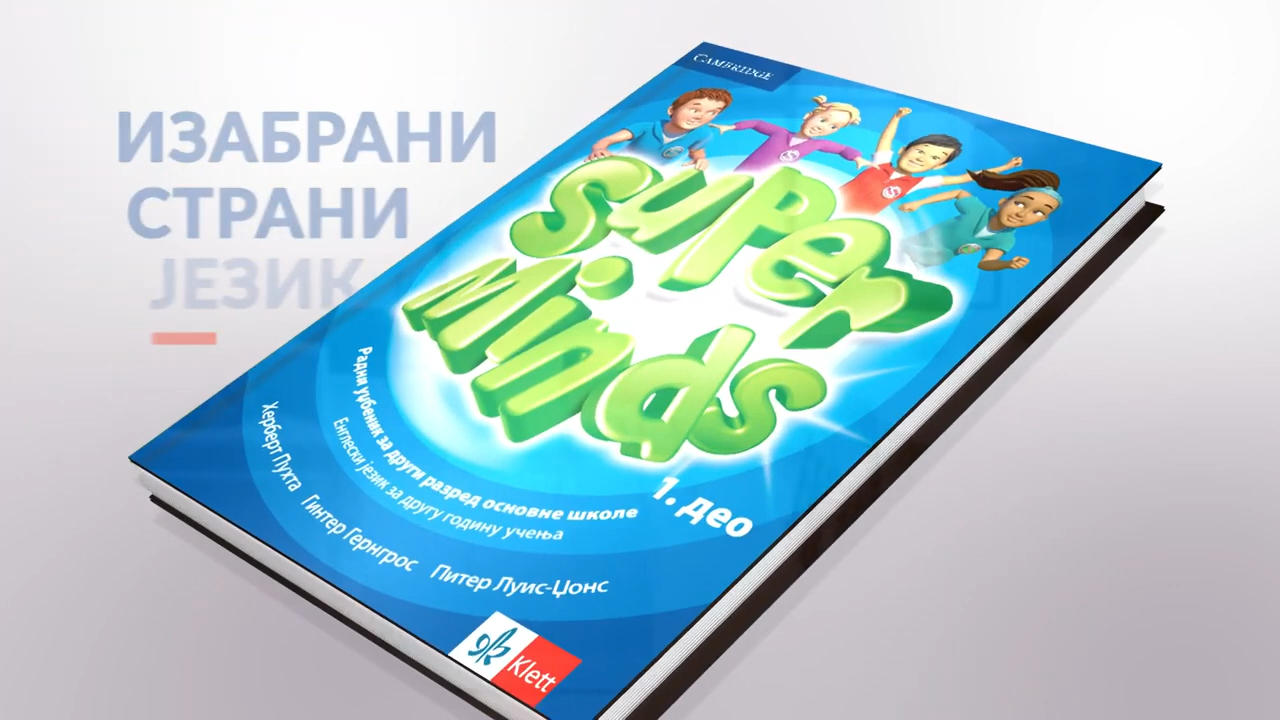 ИЗАБРАНИ
СТРАНИ
ЈЕЗИК
CAMBRIDGE
Super
Minds
1. део
Радни уџбеник за други разред основне школе
Енглески језик за другу годину учења
Херберт Пухта Гинтер Гернгрос Питер Луис-Џонс
Klett